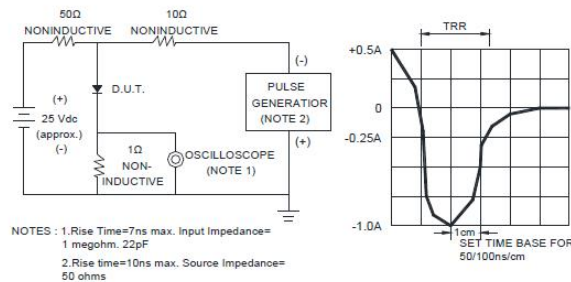 50Ω
NONINDUCTIVE
10Ω
NONINDUCTIVE
(+)
25 Vdc
(approx.)
(-)
D.U.T.
1Ω
NON-
INDUCTIVE
OSCILLOSCOPE
(NOTE 1)
(-)
PULSE
GENERATIOR
(NOTE 2)
(+)
TRR
+0.5A
0
-0.25A
-1.0A
1cm
SET TIME BASE FOR
50/100ns/cm
NOTES : 1.Rise Time=7ns max. Input Impedance=
1 megohm. 22pF
2.Rise time=10ns max. Source Impedance=
50 ohms